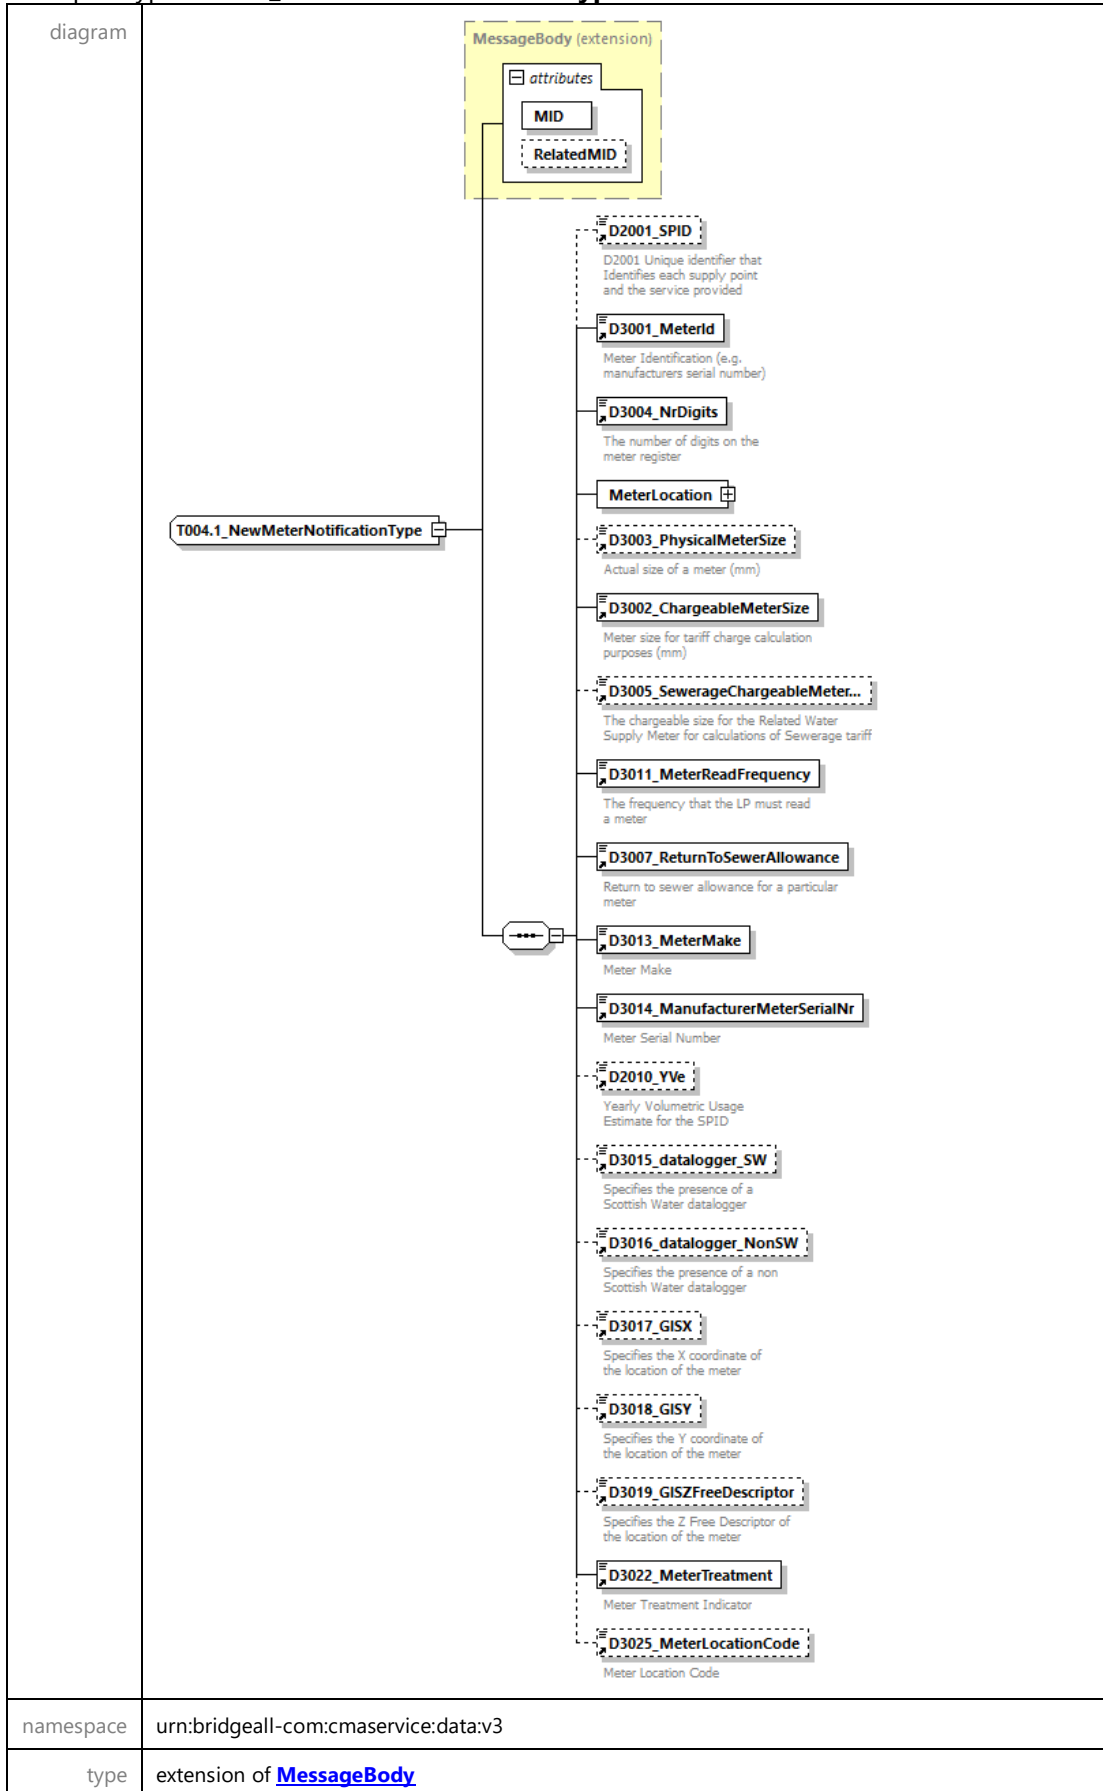 diagram
MessageBody (extension)
attributes
MID
RelatedMID
D2001_SPID
D2001 Unique identifier that
Identifies each supply point
and the service provided
D3001_MeterId
Meter Identification (e.g.
manufacturers serial number)
D3004_NrDigits
The number of digits on the
meter register
MeterLocation
T004.1_NewMeterNotificationType
D3003_PhysicalMeterSize
Actual size of a meter (mm)
D3002_ChargeableMeterSize
Meter size for tariff charge calculation
purposes (mm)
D3005_SewerageChargeableMeter...
The chargeable size for the Related Water
Supply Meter for calculations of Sewerage tariff
D3011_MeterReadFrequency
The frequency that the LP must read
a meter
D3007_ReturnToSewerAllowance
Return to sewer allowance for a particular
meter
D3013_MeterMake
Meter Make
D3014_ManufacturerMeterSerialNr
Meter Serial Number
D2010_YVe
Yearly Volumetric Usage
Estimate for the SPID
D3015_datalogger_SW
Specifies the presence of a
Scottish Water datalogger
D3016_datalogger_NonSW
Specifies the presence of a non
Scottish Water datalogger
D3017_GISX
Specifies the X coordinate of
the location of the meter
D3018_GISY
Specifies the Y coordinate of
the location of the meter
D3019_GISZFreeDescriptor
Specifies the Z Free Descriptor of
the location of the meter
D3022_MeterTreatment
Meter Treatment Indicator
D3025_MeterLocationCode
Meter Location Code
namespace urn:bridgeall-com:cmaservice:data:v3
type extension of MessageBody